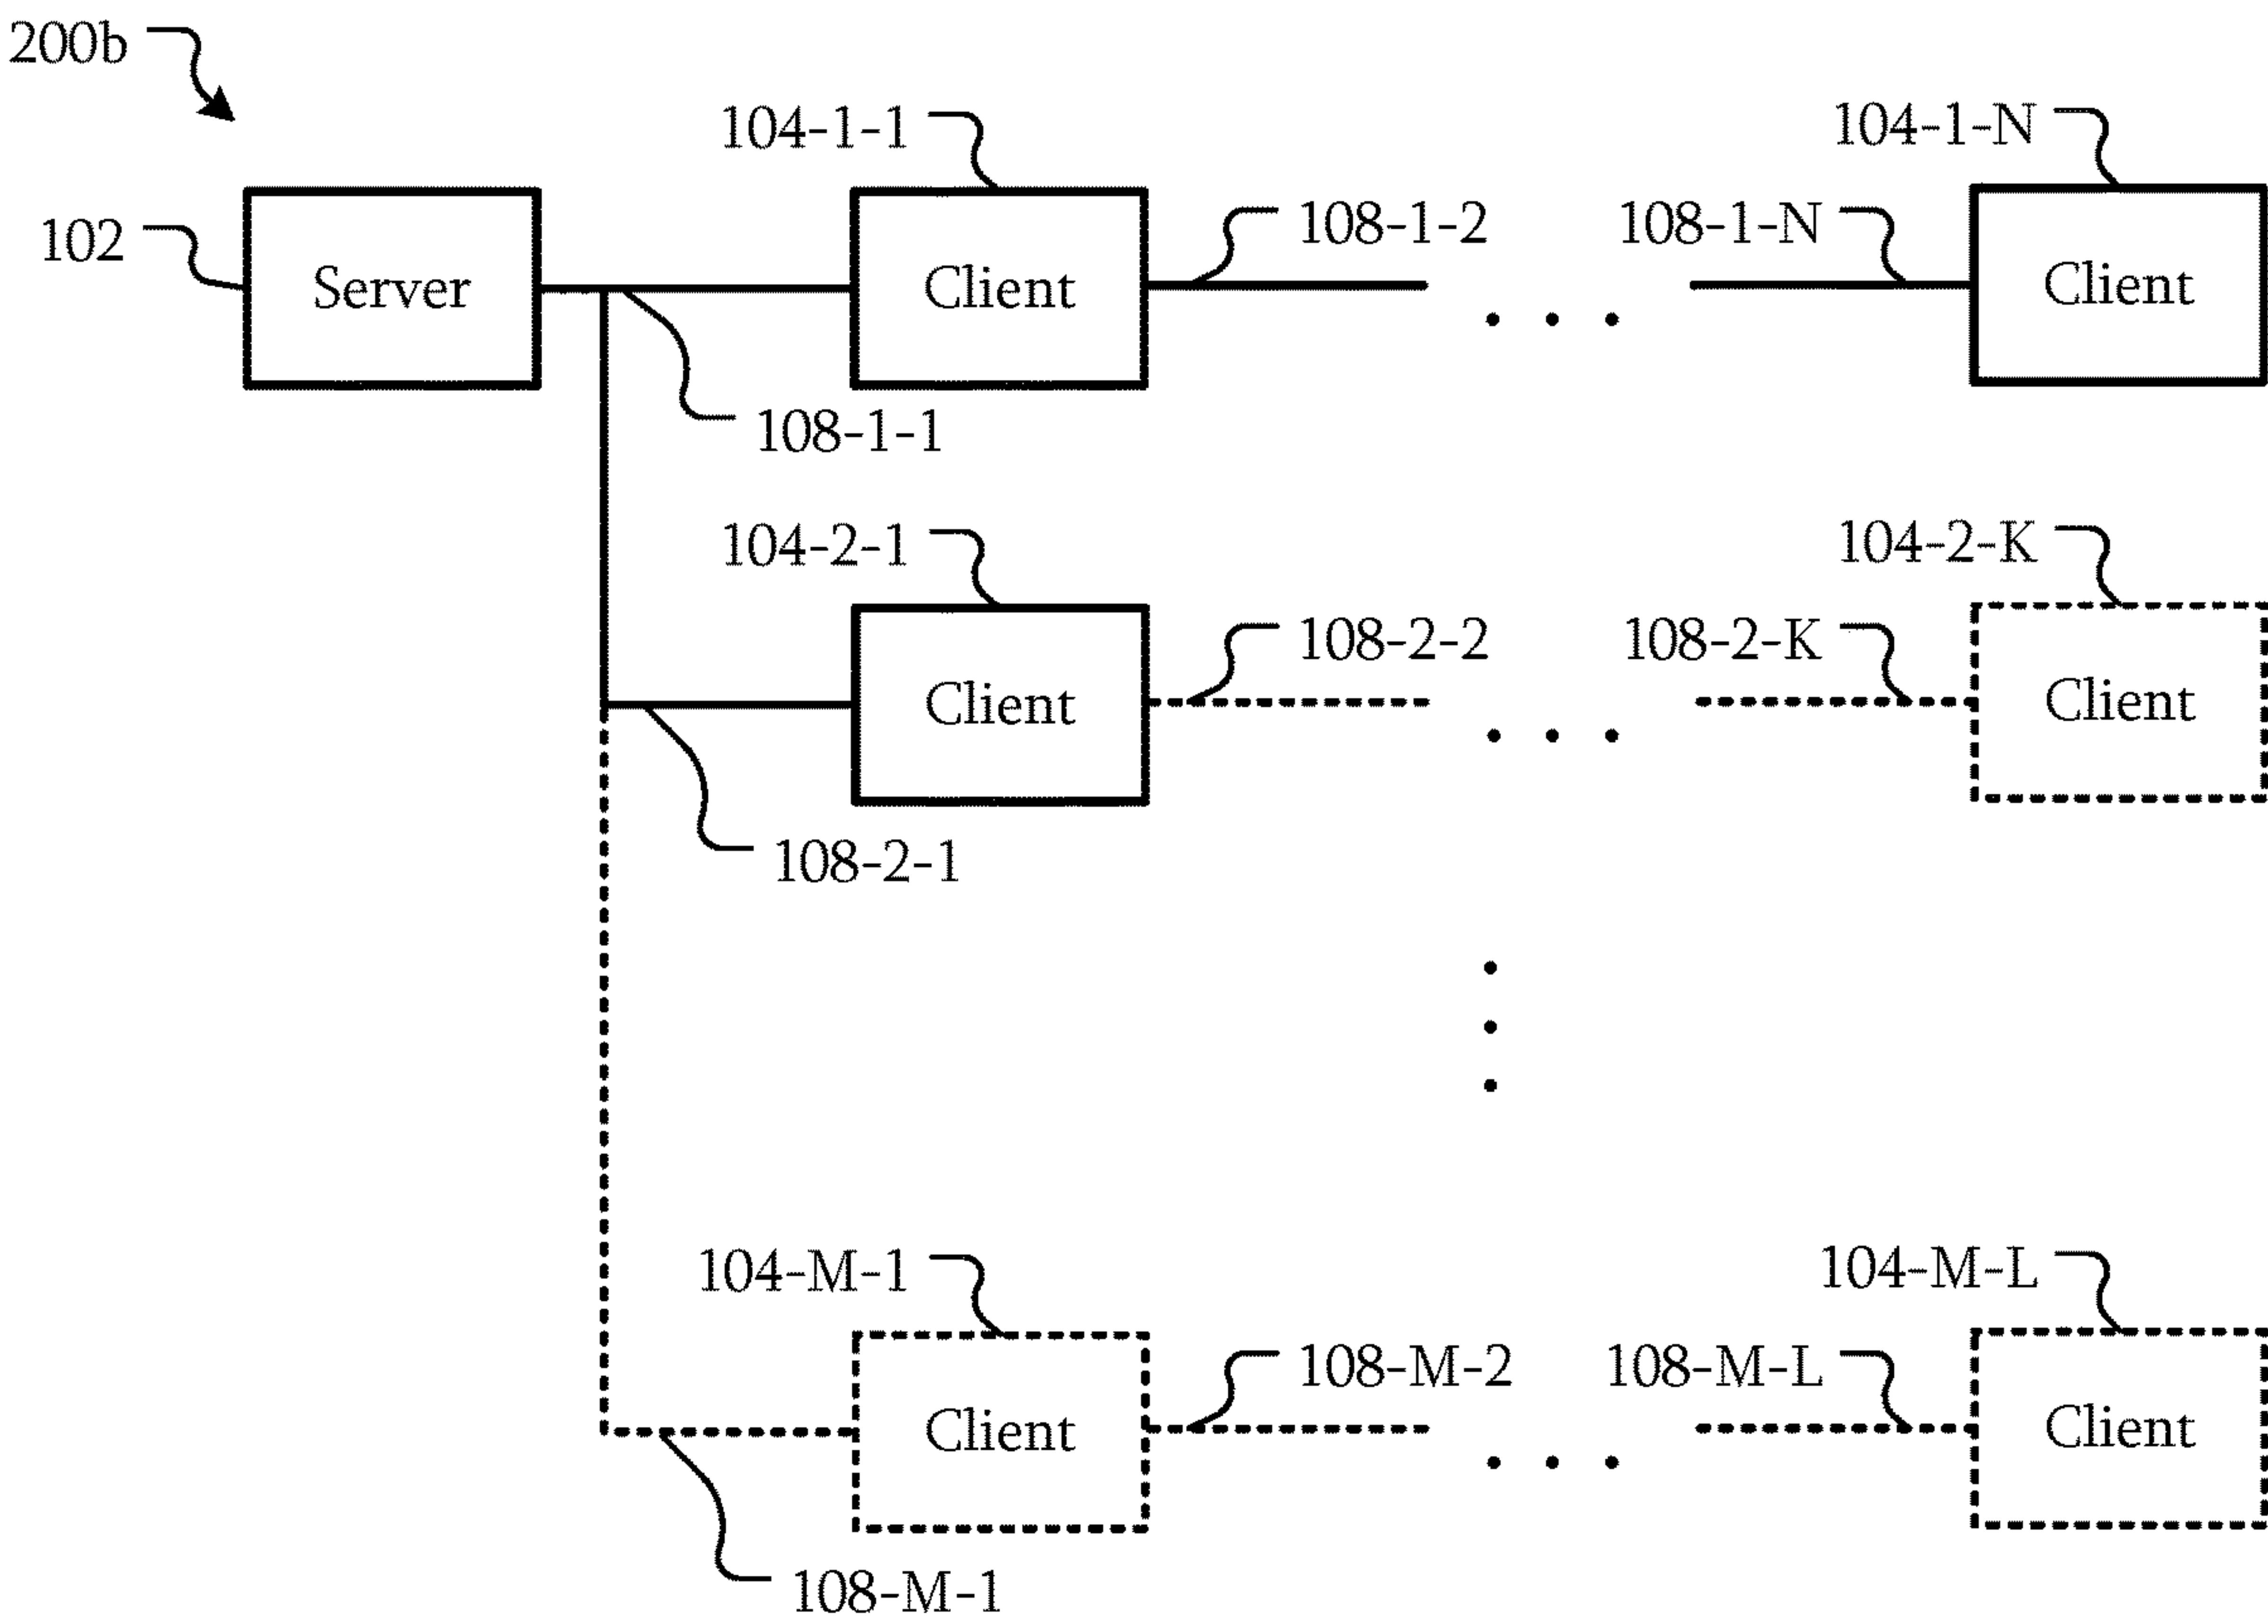 200b
104-1-1
104-1-N
102
Server
Client
108-1-2
108-1-N
Client
108-1-1
104-2-1
104-2-K
Client
108-2-2
108-2-K
Client
108-2-1
104-M-1
104-M-L
Client
108-M-2
108-M-L
Client
108-M-1